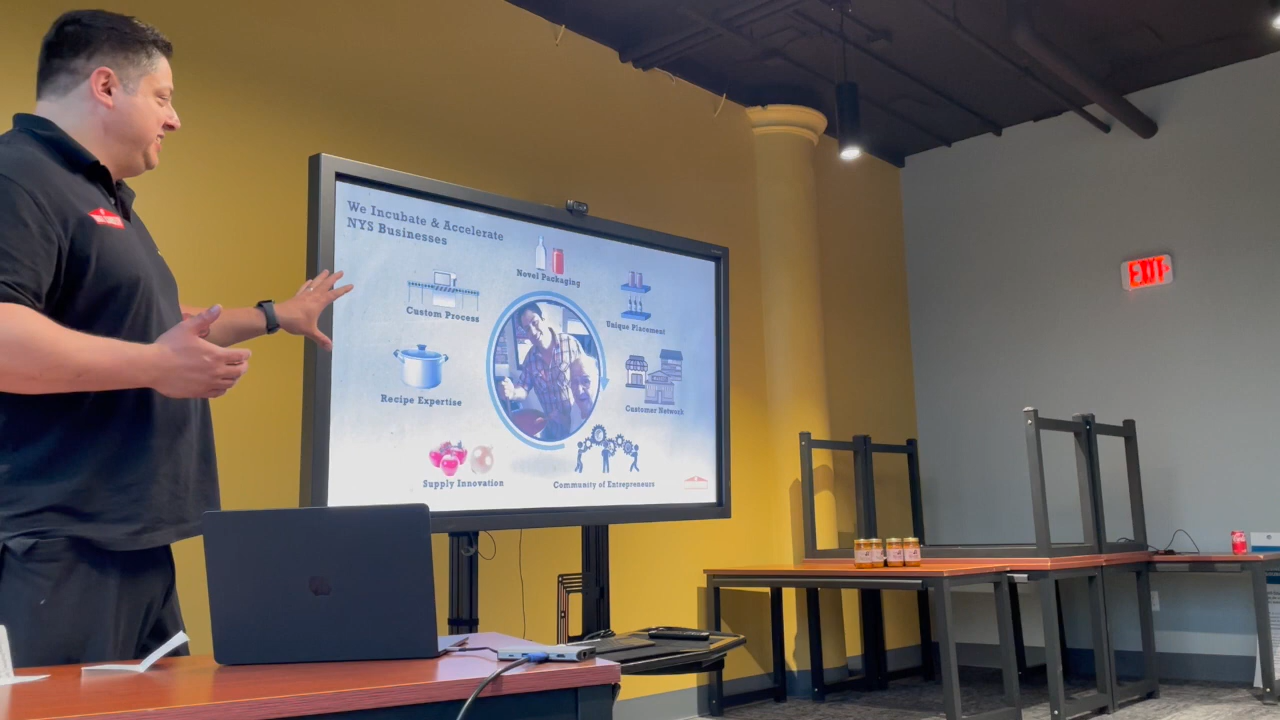 We Incubate & Accelerate
NYS Businesses
Novel Packaging
Custom Process
Unique Placement
Recipe Expertise
Customer Network
Supply Innovation
Community of Entrepreneurs
EXIT